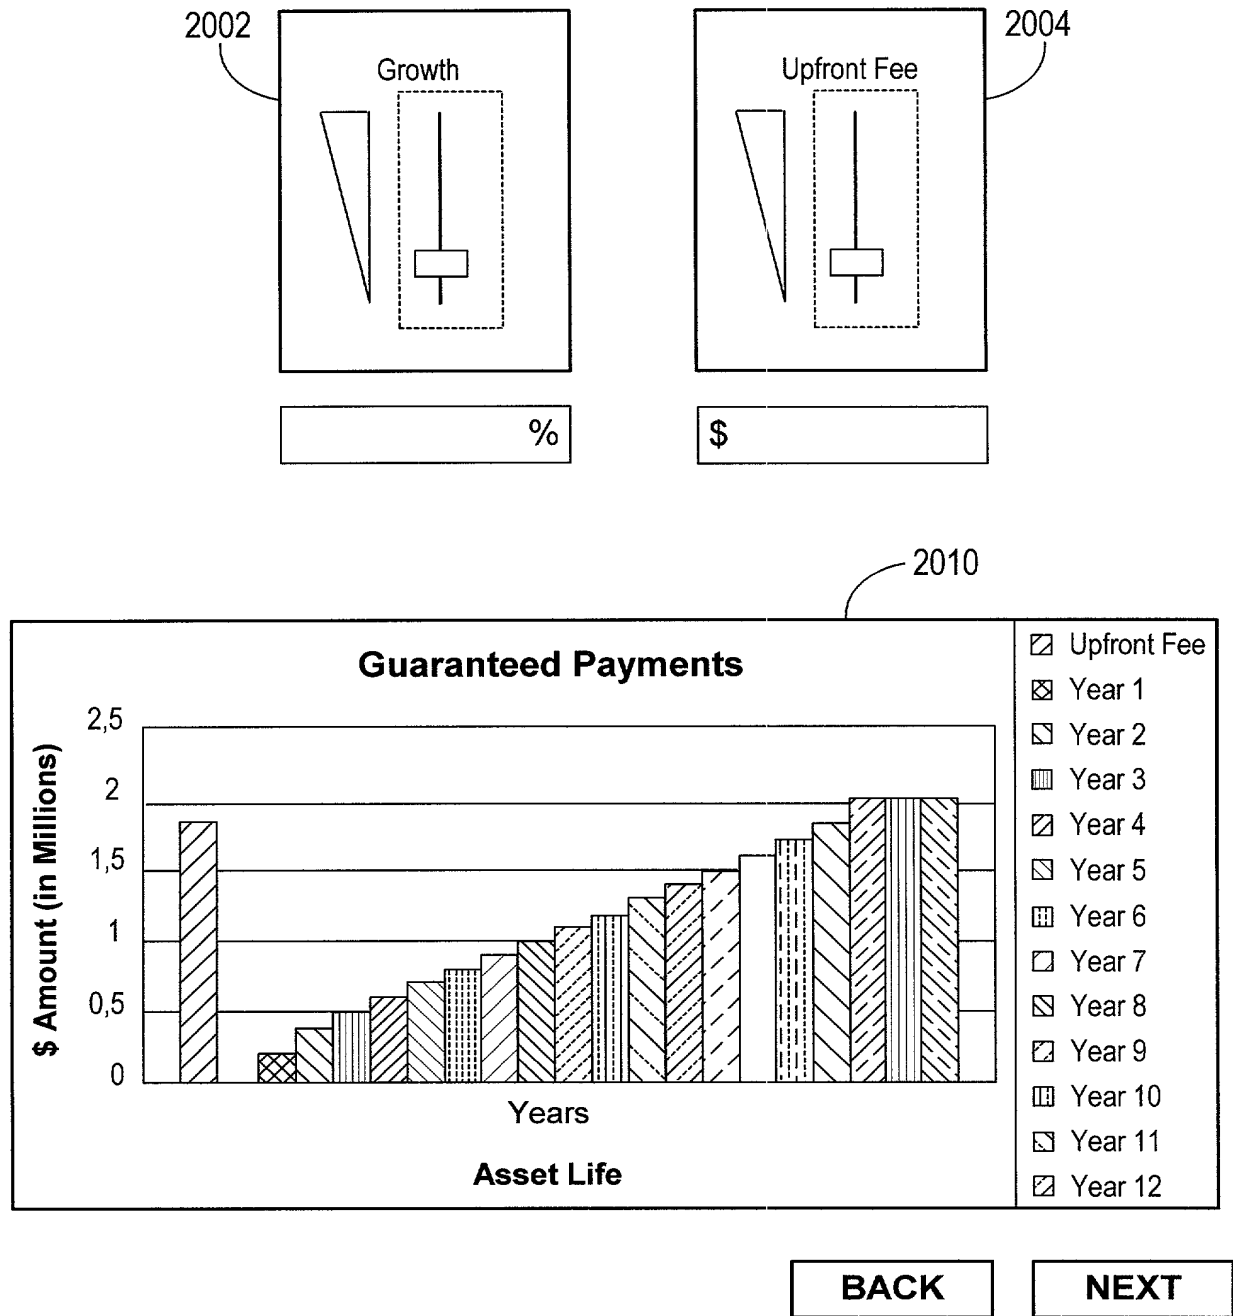 2002
2004
Growth
Upfront Fee
%
$
2010
Guaranteed Payments
$ Amount (in Millions)
2,5
2
1,5
1
0,5
0
Years
Asset Life
Upfront Fee
Year 1
Year 2
Year 3
Year 4
Year 5
Year 6
Year 7
Year 8
Year 9
Year 10
Year 11
Year 12
BACK
NEXT